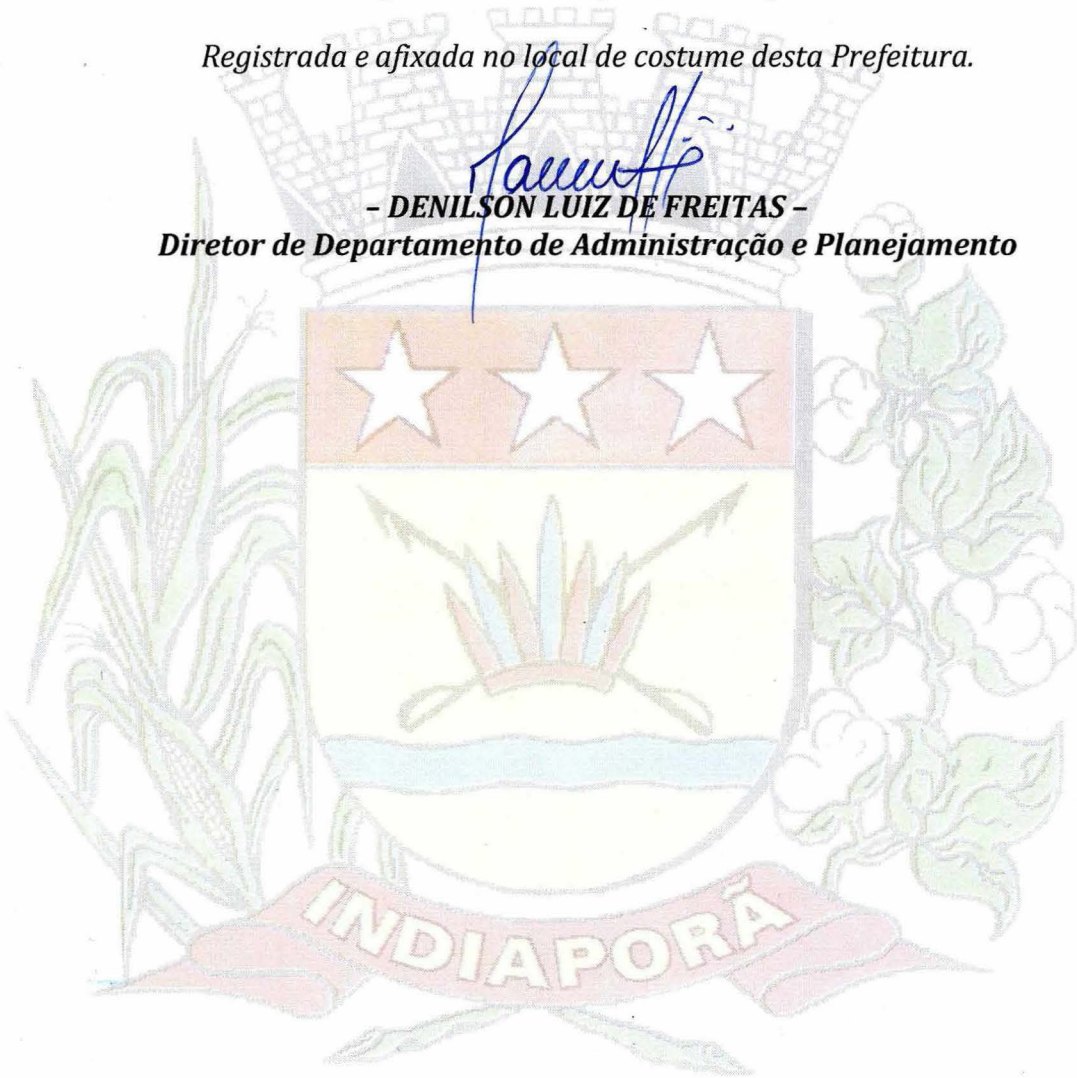 Registrada e afixada no local de costume desta Prefeitura.
– DENILSON LUIZ DE FREITAS –
Diretor de Departamento de Administração e Planejamento
INDIAPORÃ